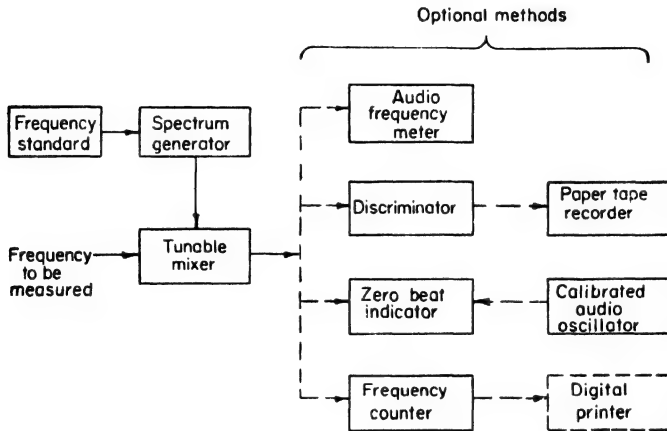 Optional methods
Audio
frequency
meter
Frequency
standard
Spectrum
generator
Discriminator
Paper tape
recorder
Frequency
to be
measured
Tunable
mixer
Zero beat
indicator
Calibrated
audio
oscillator
Frequency
counter
Digital
printer